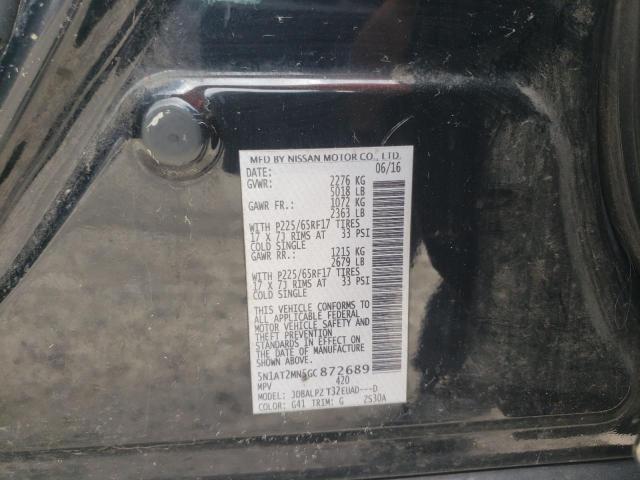 MFD BY NISSAN MOTOR CO., LTD.
DATE: 06/16
GVWR: 2276 KG
5018 LB
GAWR FR.: 1072 KG
2363 LB
WITH P225/65RF17 TIRES
17 X 7J RIMS AT 33 PSI
COLD SINGLE
GAWR RR.: 1215 KG
2679 LB
WITH P225/65RF17 TIRES
17 X 7J RIMS AT 33 PSI
COLD SINGLE
THIS VEHICLE CONFORMS TO
ALL APPLICABLE FEDERAL
MOTOR VEHICLE SAFETY AND
THEFT PREVENTION
STANDARDS IN EFFECT ON
THE DATE OF MANUFACTURE
SHOWN ABOVE.
5N1AT2MN5GC872689
MPV 420
MODEL: JDBALPZ T32EUAD---D
COLOR: G41 TRIM: G 2S30A